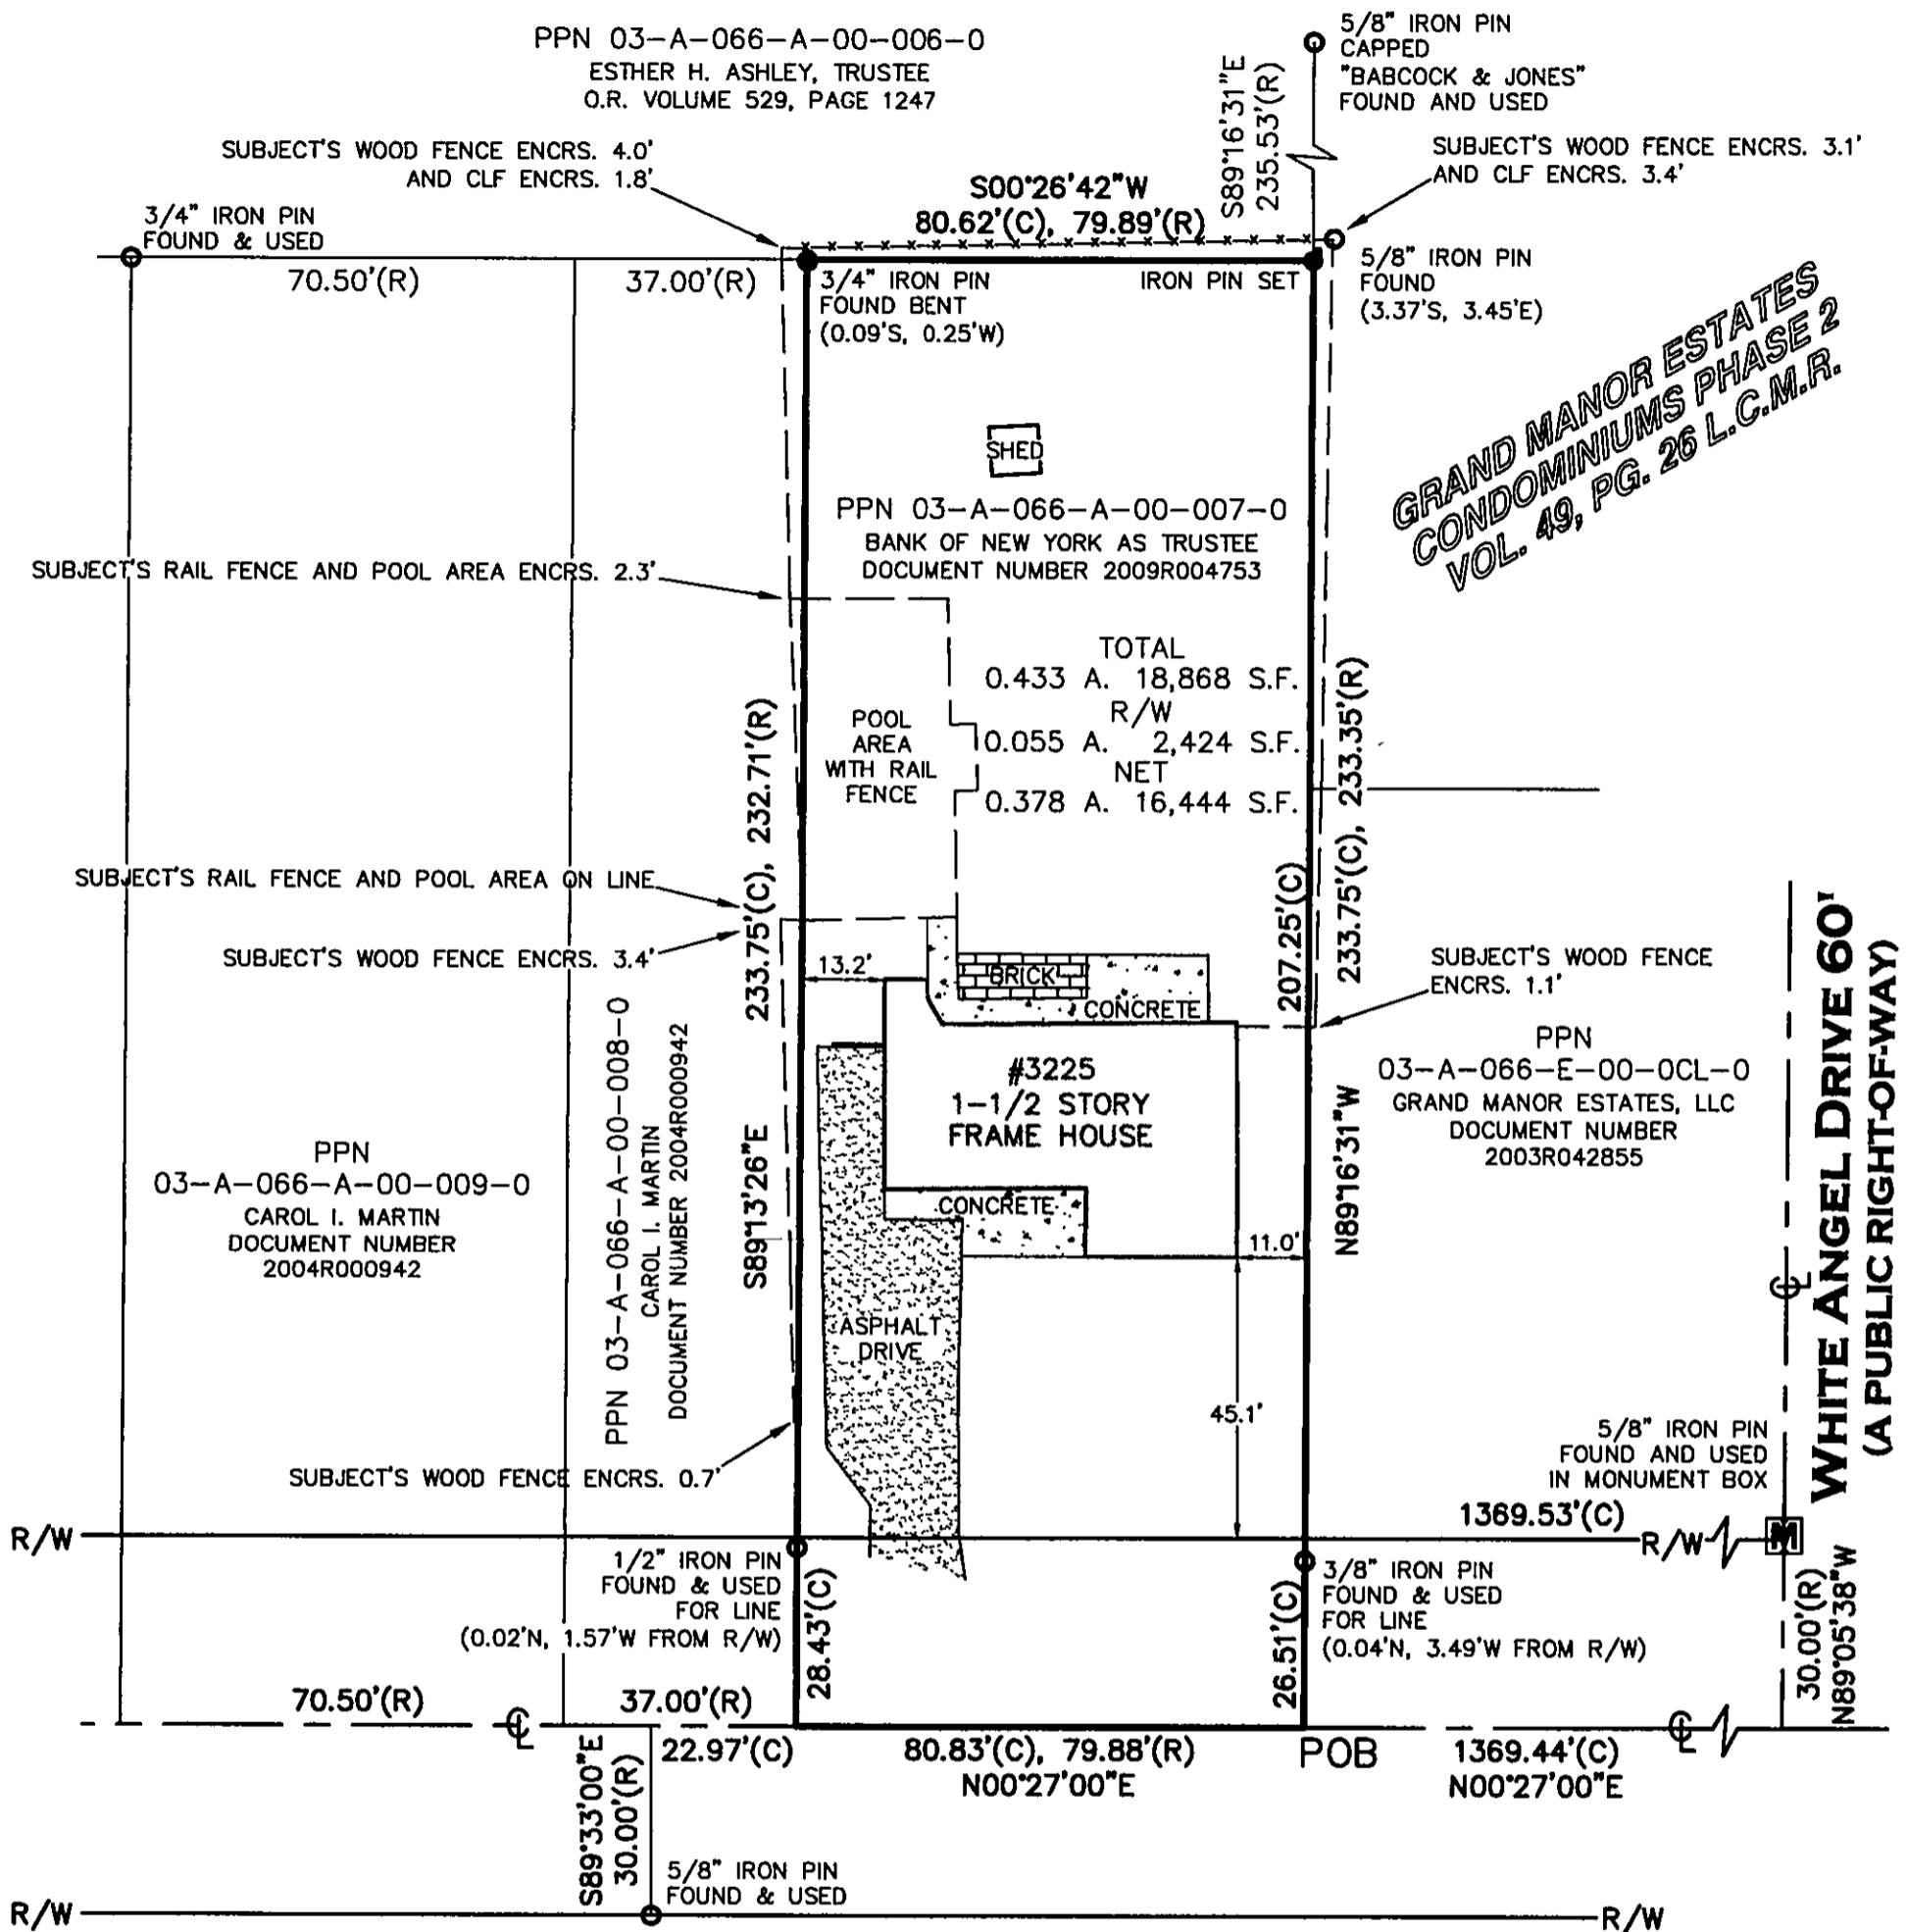 PPN 03-A-066-A-00-006-0
ESTHER H. ASHLEY, TRUSTEE
O.R. VOLUME 529, PAGE 1247
5/8" IRON PIN
CAPPED
"BABCOCK & JONES"
FOUND AND USED
S89°16'31"E
235.53'(R)
SUBJECT'S WOOD FENCE ENCRS. 4.0'
AND CLF ENCRS. 1.8'
SUBJECT'S WOOD FENCE ENCRS. 3.1'
AND CLF ENCRS. 3.4'
S00°26'42"W
80.62'(C), 79.89'(R)
3/4" IRON PIN
FOUND & USED
70.50'(R)
37.00'(R)
3/4" IRON PIN
FOUND BENT
(0.09'S, 0.25'W)
IRON PIN SET
5/8" IRON PIN
FOUND
(3.37'S, 3.45'E)
GRAND MANOR ESTATES
CONDOMINIUMS PHASE 2
VOL. 49, PG. 26 L.C.M.R.
SHED
PPN 03-A-066-A-00-007-0
BANK OF NEW YORK AS TRUSTEE
DOCUMENT NUMBER 2009R004753
SUBJECT'S RAIL FENCE AND POOL AREA ENCRS. 2.3'
TOTAL
0.433 A. 18,868 S.F.
R/W
0.055 A. 2,424 S.F.
NET
0.378 A. 16,444 S.F.
POOL
AREA
WITH RAIL
FENCE
233.75'(C), 232.71'(R)
S89°13'26"E
207.25'(C)
233.75'(C), 233.35'(R)
N89°16'31"W
SUBJECT'S RAIL FENCE AND POOL AREA ON LINE
SUBJECT'S WOOD FENCE ENCRS. 3.4'
13.2'
BRICK
CONCRETE
SUBJECT'S WOOD FENCE
ENCRS. 1.1'
#3225
1-1/2 STORY
FRAME HOUSE
PPN
03-A-066-E-00-0CL-0
GRAND MANOR ESTATES, LLC
DOCUMENT NUMBER
2003R042855
WHITE ANGEL DRIVE 60'
(A PUBLIC RIGHT-OF-WAY)
PPN
03-A-066-A-00-009-0
CAROL I. MARTIN
DOCUMENT NUMBER
2004R000942
PPN 03-A-066-A-00-008-0
CAROL I. MARTIN
DOCUMENT NUMBER 2004R000942
CONCRETE
11.0'
ASPHALT
DRIVE
45.1'
SUBJECT'S WOOD FENCE ENCRS. 0.7'
5/8" IRON PIN
FOUND AND USED
IN MONUMENT BOX
R/W
1369.53'(C)
R/W
M
1/2" IRON PIN
FOUND & USED
FOR LINE
(0.02'N, 1.57'W FROM R/W)
28.43'(C)
26.51'(C)
3/8" IRON PIN
FOUND & USED
FOR LINE
(0.04'N, 3.49'W FROM R/W)
30.00'(R)
N89°05'38"W
70.50'(R)
37.00'(R)
22.97'(C)
80.83'(C), 79.88'(R)
N00°27'00"E
POB
1369.44'(C)
N00°27'00"E
S89°33'00"E
30.00'(R)
5/8" IRON PIN
FOUND & USED
R/W
R/W